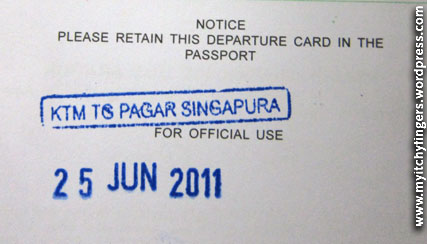 NOTICE
PLEASE RETAIN THIS DEPARTURE CARD IN THE
PASSPORT
KTM TG PAGAR SINGAPURA
FOR OFFICIAL USE
25 JUN 2011
www.myitchyfingers.wordpress.com